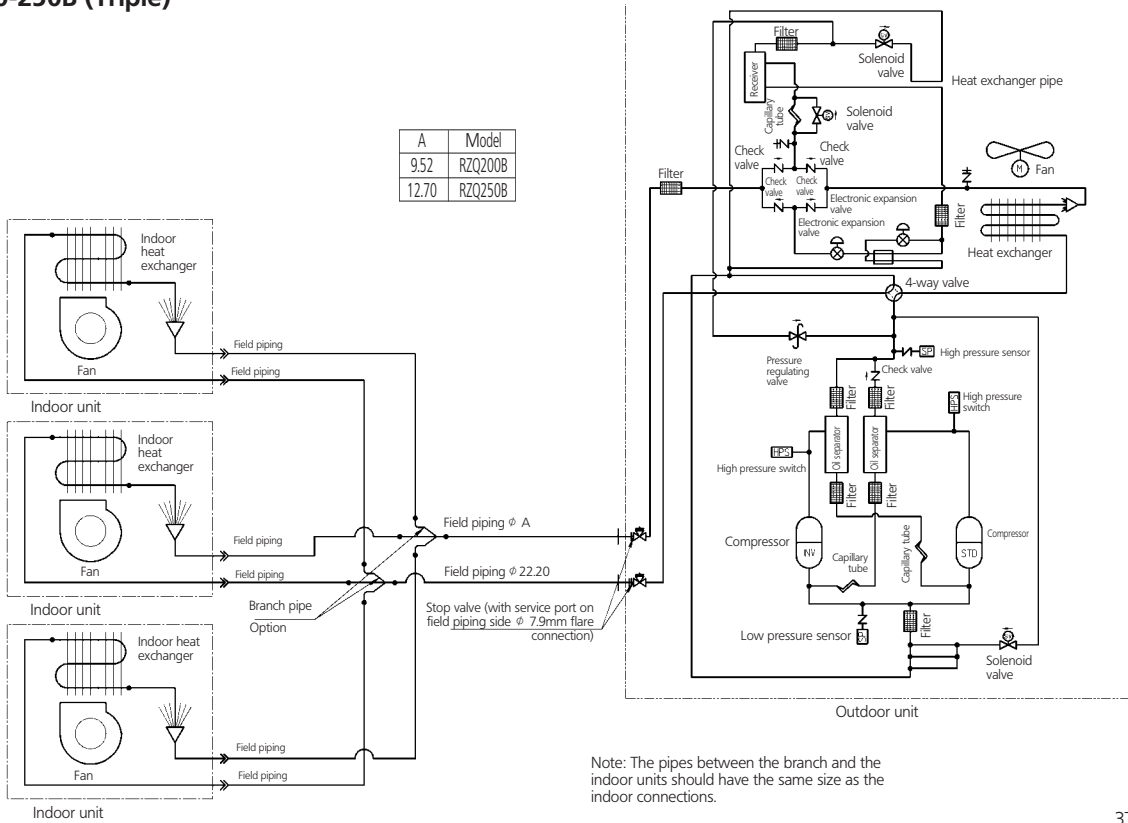 -250B (Triple)
A Model
9.52 RZQ200B
12.70 RZQ250B
Indoor
heat
exchanger
Fan
Field piping
Field piping
Indoor unit
Indoor
heat
exchanger
Fan
Field piping
Field piping
Indoor unit
Indoor heat
exchanger
Fan
Field piping
Field piping
Indoor unit
Branch pipe
Option
Field piping ϕ A
Field piping ϕ 22.20
Stop valve (with service port on
field piping side ϕ 7.9mm flare
connection)
Filter
Filter
Receiver
Solenoid
valve
Heat exchanger pipe
Capillary
tube
SV
Solenoid
valve
Check
valve
Check
valve
Check
valve
Check
valve
Electronic expansion
valve
Electronic expansion
valve
Filter
M
Fan
Heat exchanger
4-way valve
Pressure
regulating
valve
SP
High pressure sensor
Check valve
Filter
Filter
HPS
High pressure
switch
HPS
High pressure switch
Oil separator
Oil separator
Filter
Filter
Compressor
INV
Capillary
tube
Capillary tube
STD
Compressor
Low pressure sensor
SP
Filter
SV
Solenoid
valve
Outdoor unit
Note: The pipes between the branch and the
indoor units should have the same size as the
indoor connections.